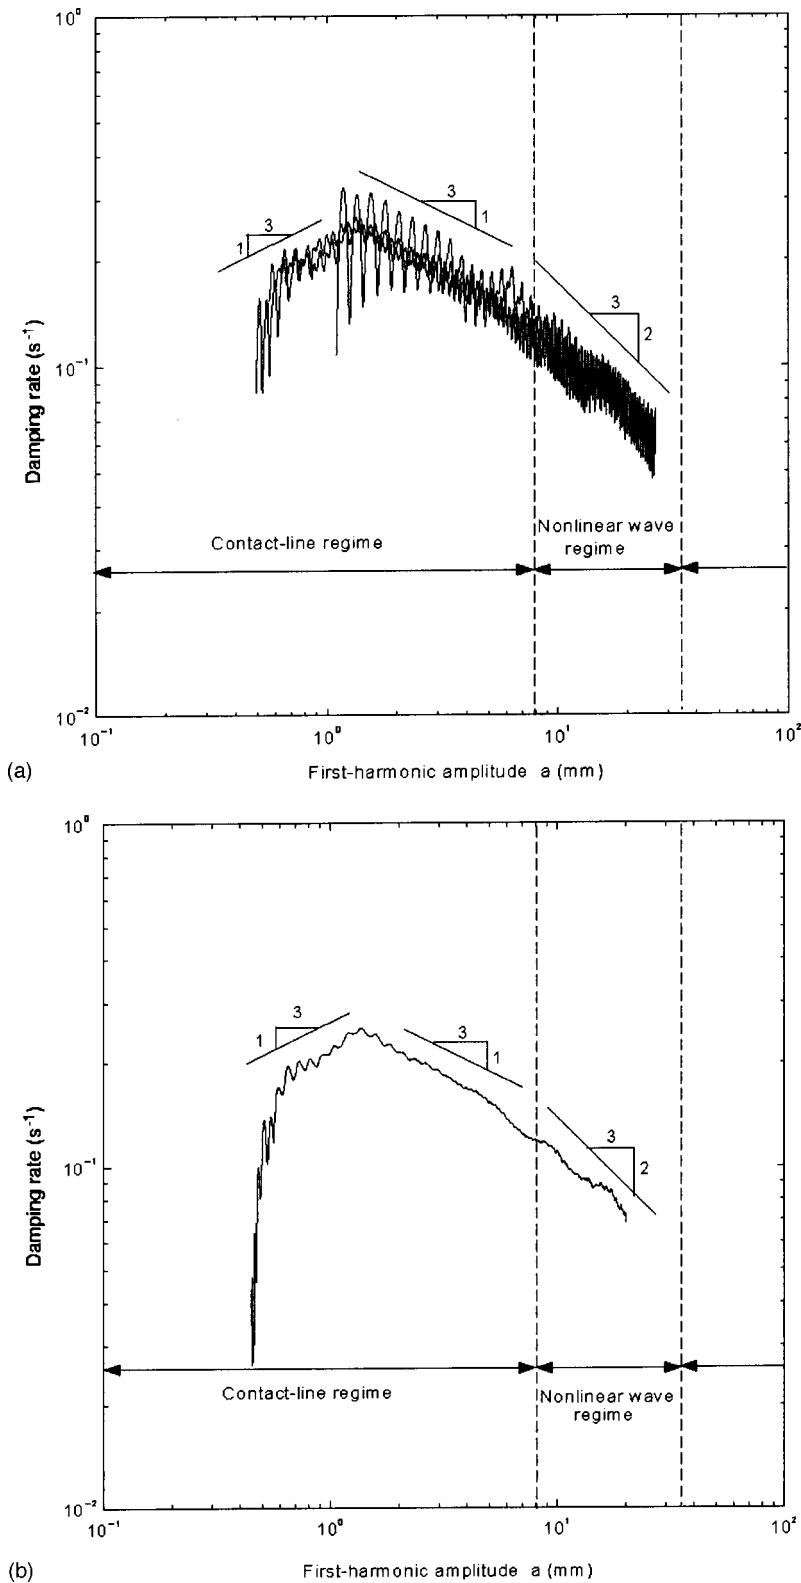 10⁰
3
1
3
1
3
2
10⁻¹
Damping rate (s⁻¹)
Contact-line regime
Nonlinear wave
regime
10⁻²
10⁻¹
10⁰
10¹
10²
(a)
First-harmonic amplitude a (mm)
10⁰
3
1
3
1
3
2
10⁻¹
Damping rate (s⁻¹)
Contact-line regime
Nonlinear wave
regime
10⁻²
10⁻¹
10⁰
10¹
10²
(b)
First-harmonic amplitude a (mm)